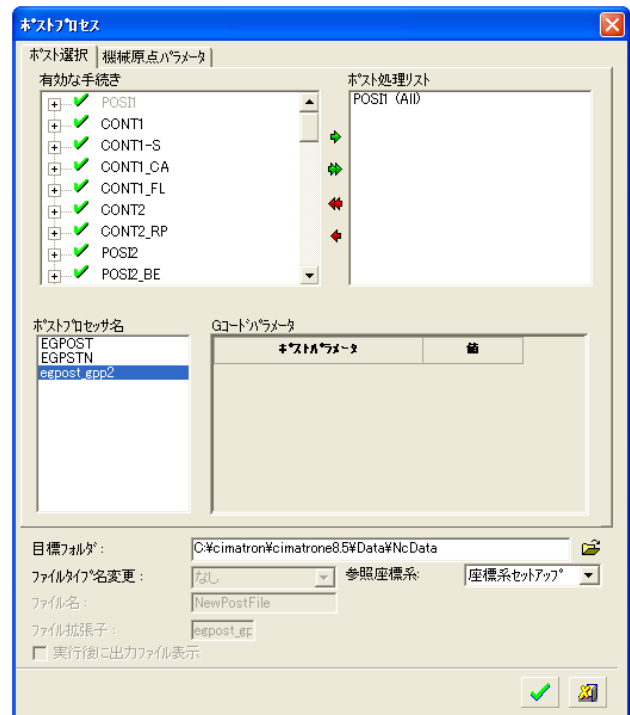 ﾎﾟｽﾄﾌﾟﾛｾｽ
ﾎﾟｽﾄ選択 機械原点ﾊﾟﾗﾒｰﾀ
有効な手続き ﾎﾟｽﾄ処理ﾘｽﾄ
POSI1 POSI1 (All)
CONT1
CONT1-S
CONT1_CA
CONT1_FL
CONT2
CONT2_RP
POSI2
POSI2_BE
ﾎﾟｽﾄﾌﾟﾛｾｯｻ名 Gｺｰﾄﾞﾊﾟﾗﾒｰﾀ
EGPOST ﾎﾟｽﾄﾊﾟﾗﾒｰﾀ 値
EGPSTN
egpost_gpp2
目標ﾌｫﾙﾀﾞ: C:¥cimatron¥cimatrone8.5¥Data¥NcData
ﾌｧｲﾙﾀｲﾌﾟ名変更: なし 参照座標系: 座標系ｾｯﾄｱｯﾌﾟ
ﾌｧｲﾙ名: NewPostFile
ﾌｧｲﾙ拡張子: egpost_gp
実行後に出力ﾌｧｲﾙ表示